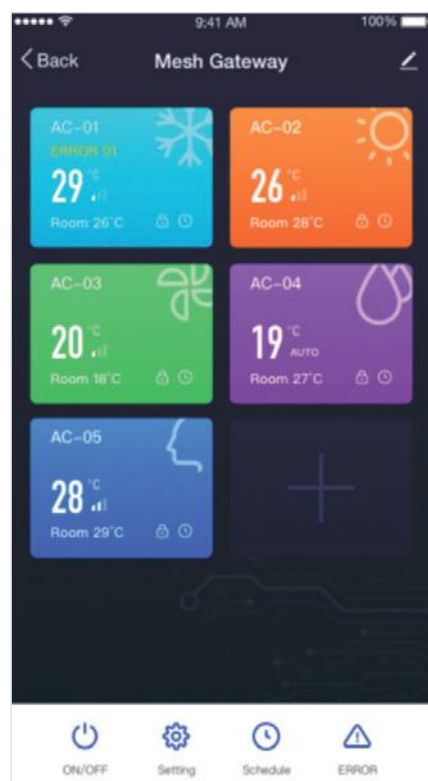 9:41 AM 100%
Back Mesh Gateway
AC-01
ERROR 01
29 °C
Room 26°C
AC-02
26 °C
Room 28°C
AC-03
20 °C
Room 18°C
AC-04
19 °C
AUTO
Room 27°C
AC-05
28 °C
Room 29°C
ON/OFF Setting Schedule ERROR